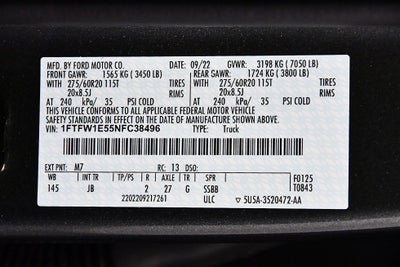 MFD. BY FORD MOTOR CO. 09/22 GVWR: 3198 KG ( 7050 LB)
FRONT GAWR: 1565 KG ( 3450 LB) REAR GAWR: 1724 KG ( 3800 LB)
WITH 275/60R20 115T TIRES WITH 275/60R20 115T TIRES
20x8.5J RIMS 20x8.5J RIMS
AT 240 kPa/ 35 PSI COLD AT 240 kPa/ 35 PSI COLD
THIS VEHICLE CONFORMS TO ALL APPLICABLE FEDERAL MOTOR VEHICLE
SAFETY AND THEFT PREVENTION STANDARDS IN EFFECT ON THE DATE OF
MANUFACTURE SHOWN ABOVE.
VIN: 1FTFW1E55NFC38496 TYPE: Truck
EXT PNT: M7 RC: 13 DSO: F0125
WB INT TR TP/PS R AXLE TR SPR T0843
145 JB 2 27 G SSBB
2202209217261 ULC 5U5A-3520472-AA